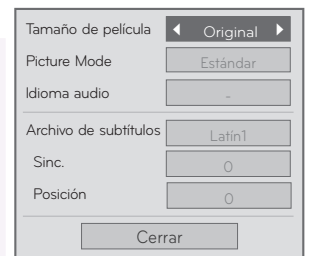 Tamaño de película ◀ Original ▶
Picture Mode Estándar
Idioma audio -
Archivo de subtítulos Latín1
Sinc. 0
Posición 0
Cerrar